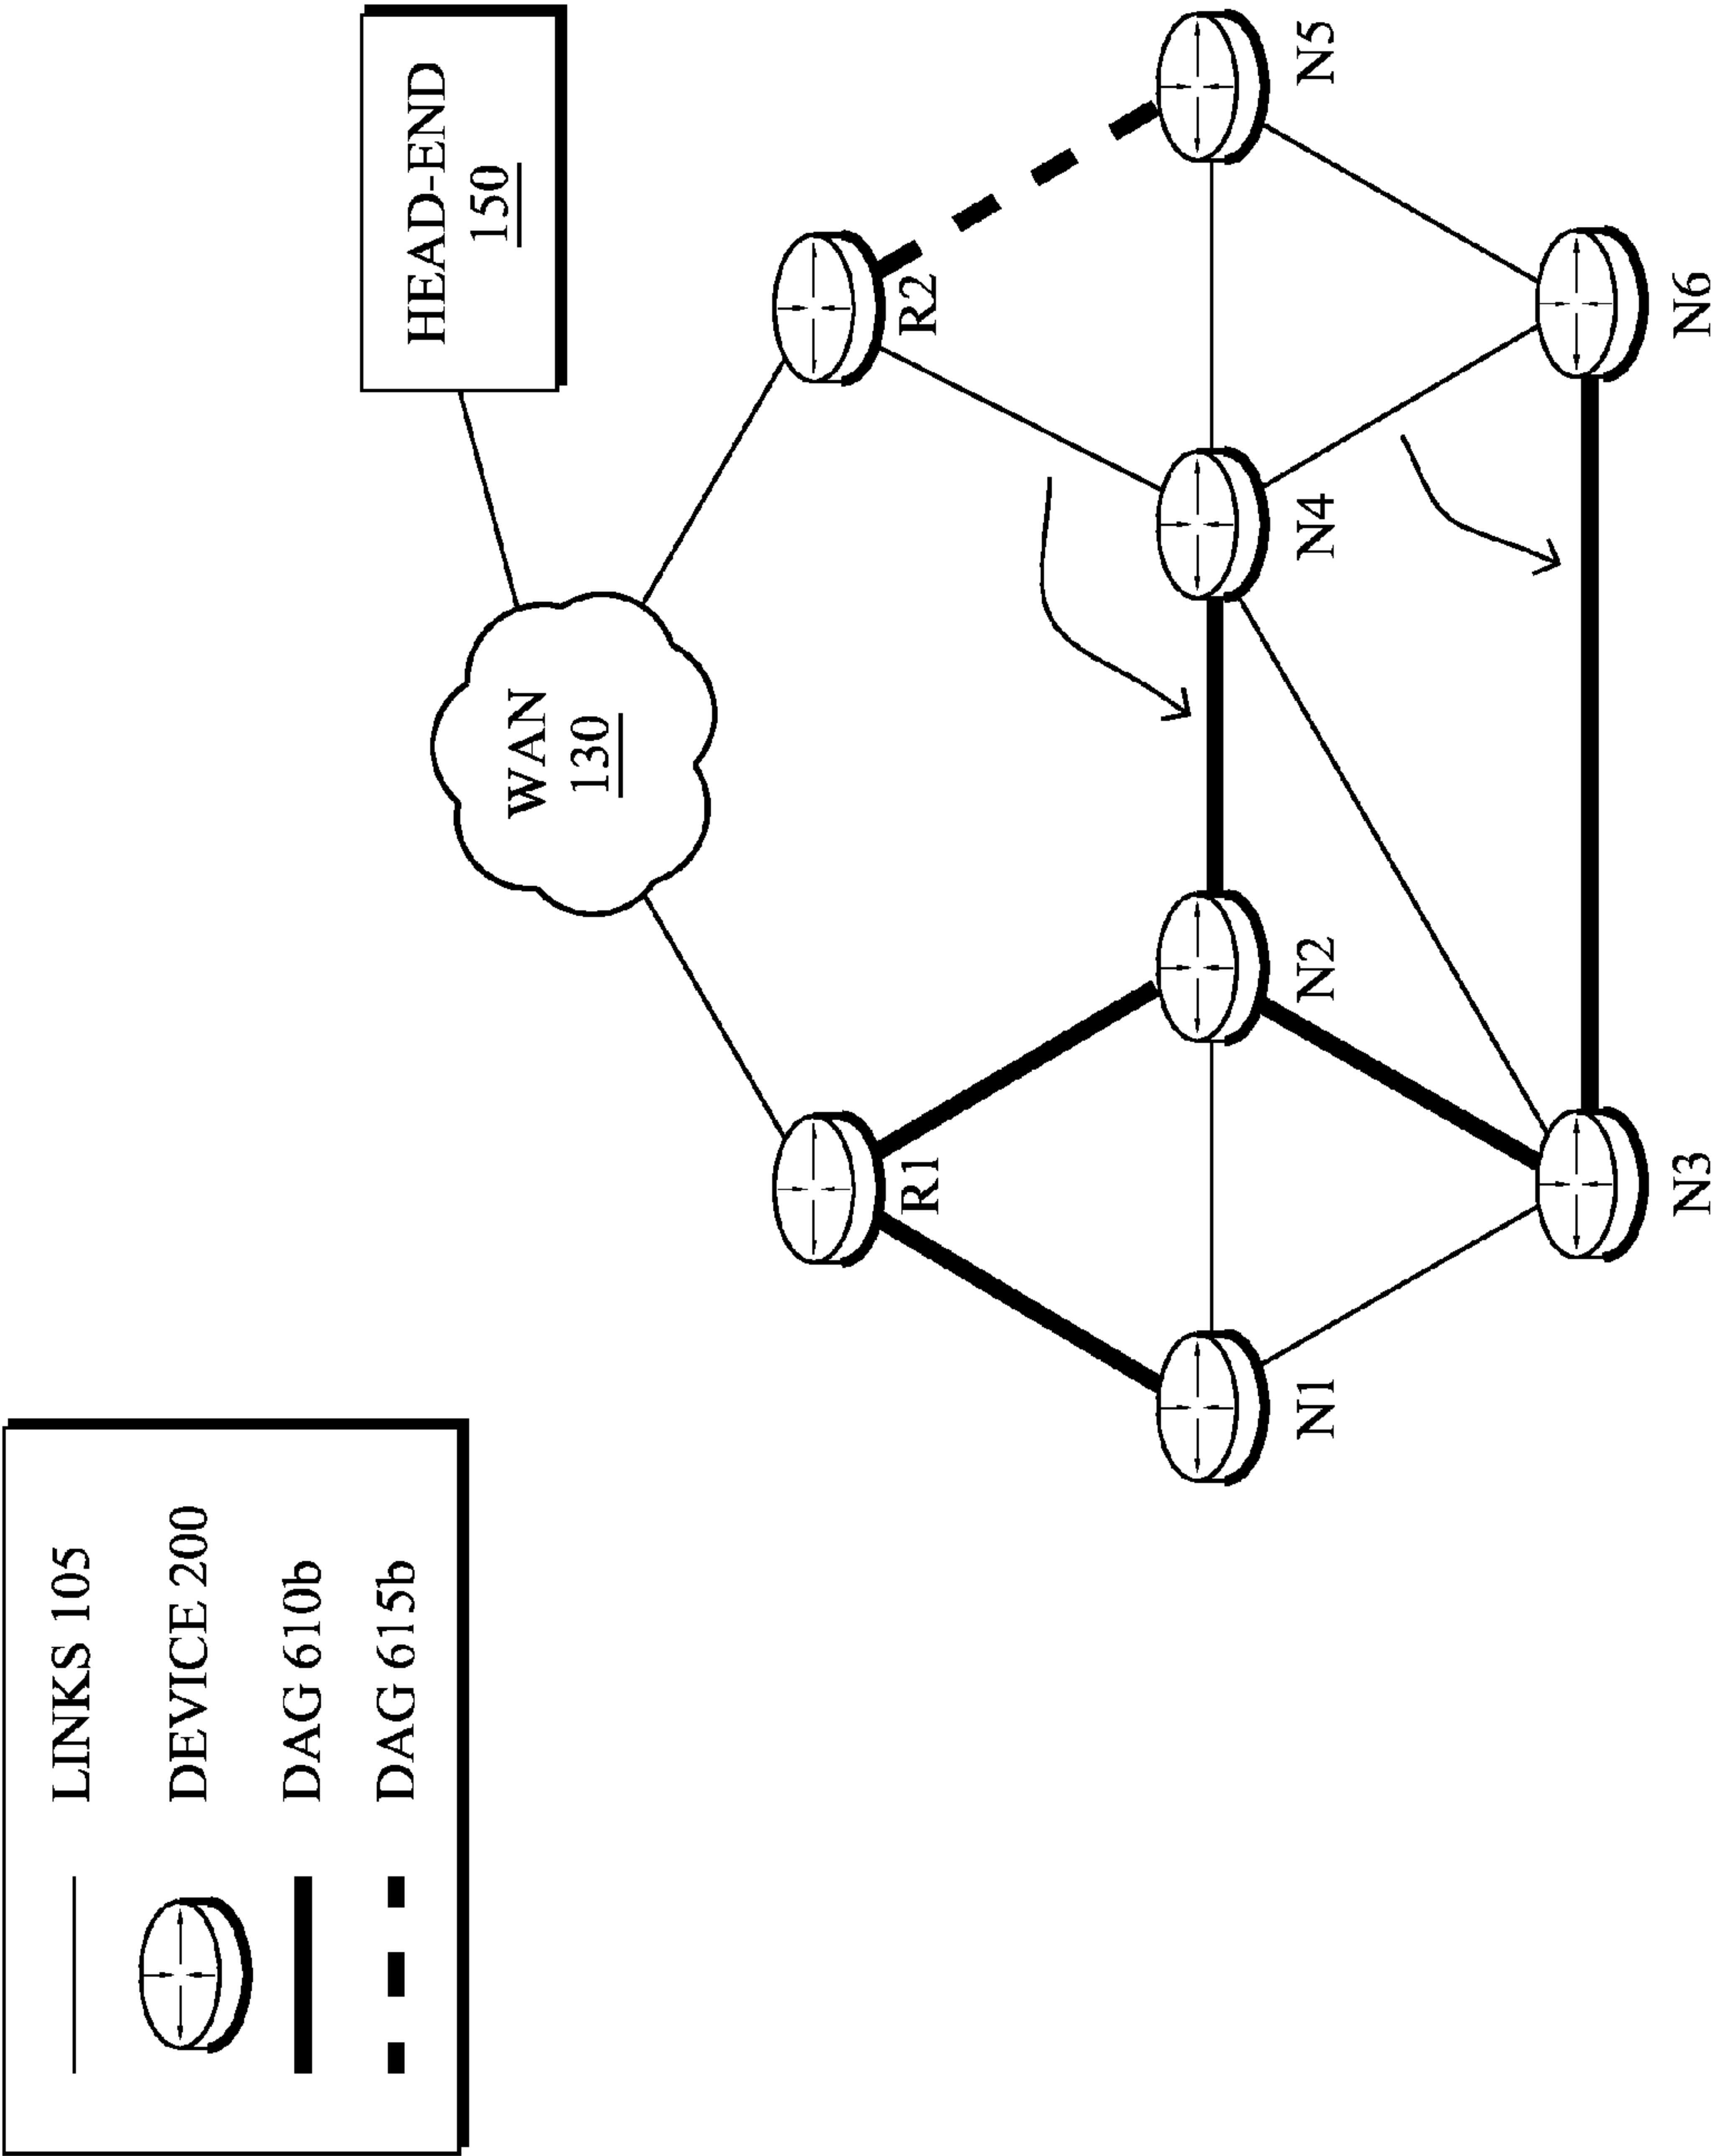 LINKS 105
DEVICE 200
DAG 610b
DAG 615b
HEAD-END
150
WAN
130
R1
R2
N1
N2
N4
N5
N3
N6